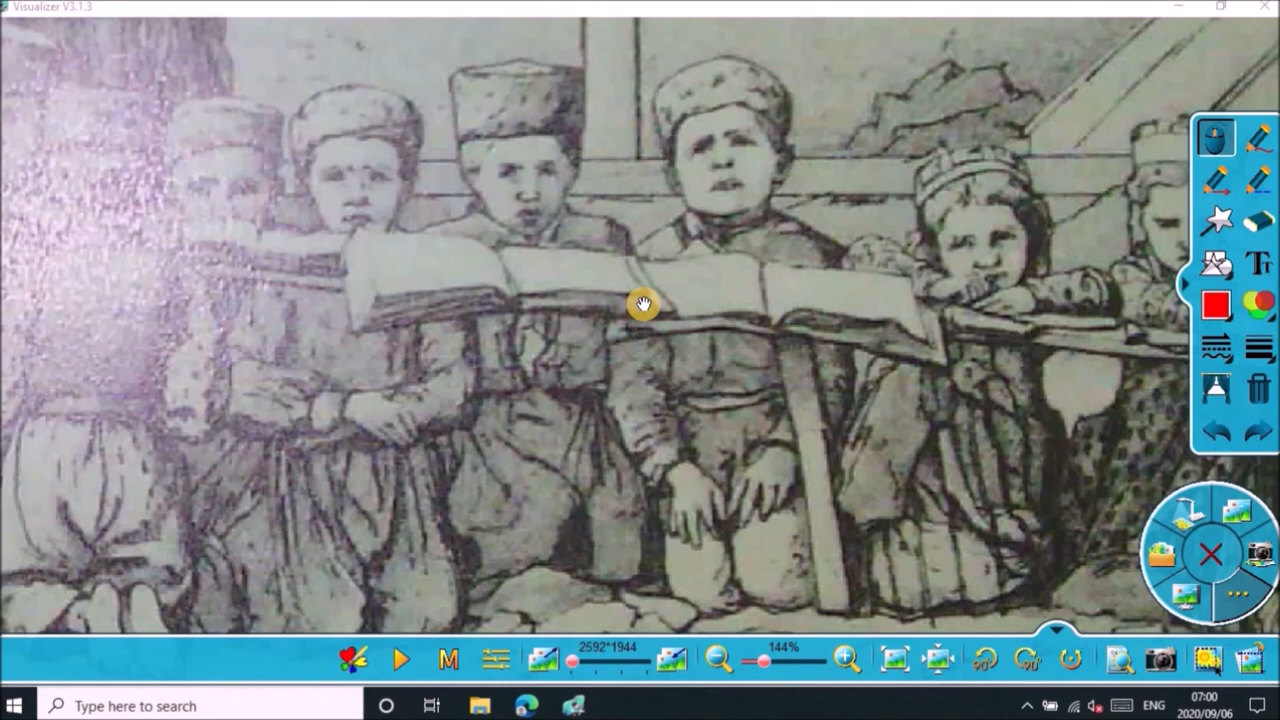 Visualizer V3.1.3
2592*1944
144%
Type here to search
ENG
07:00
2020/09/06